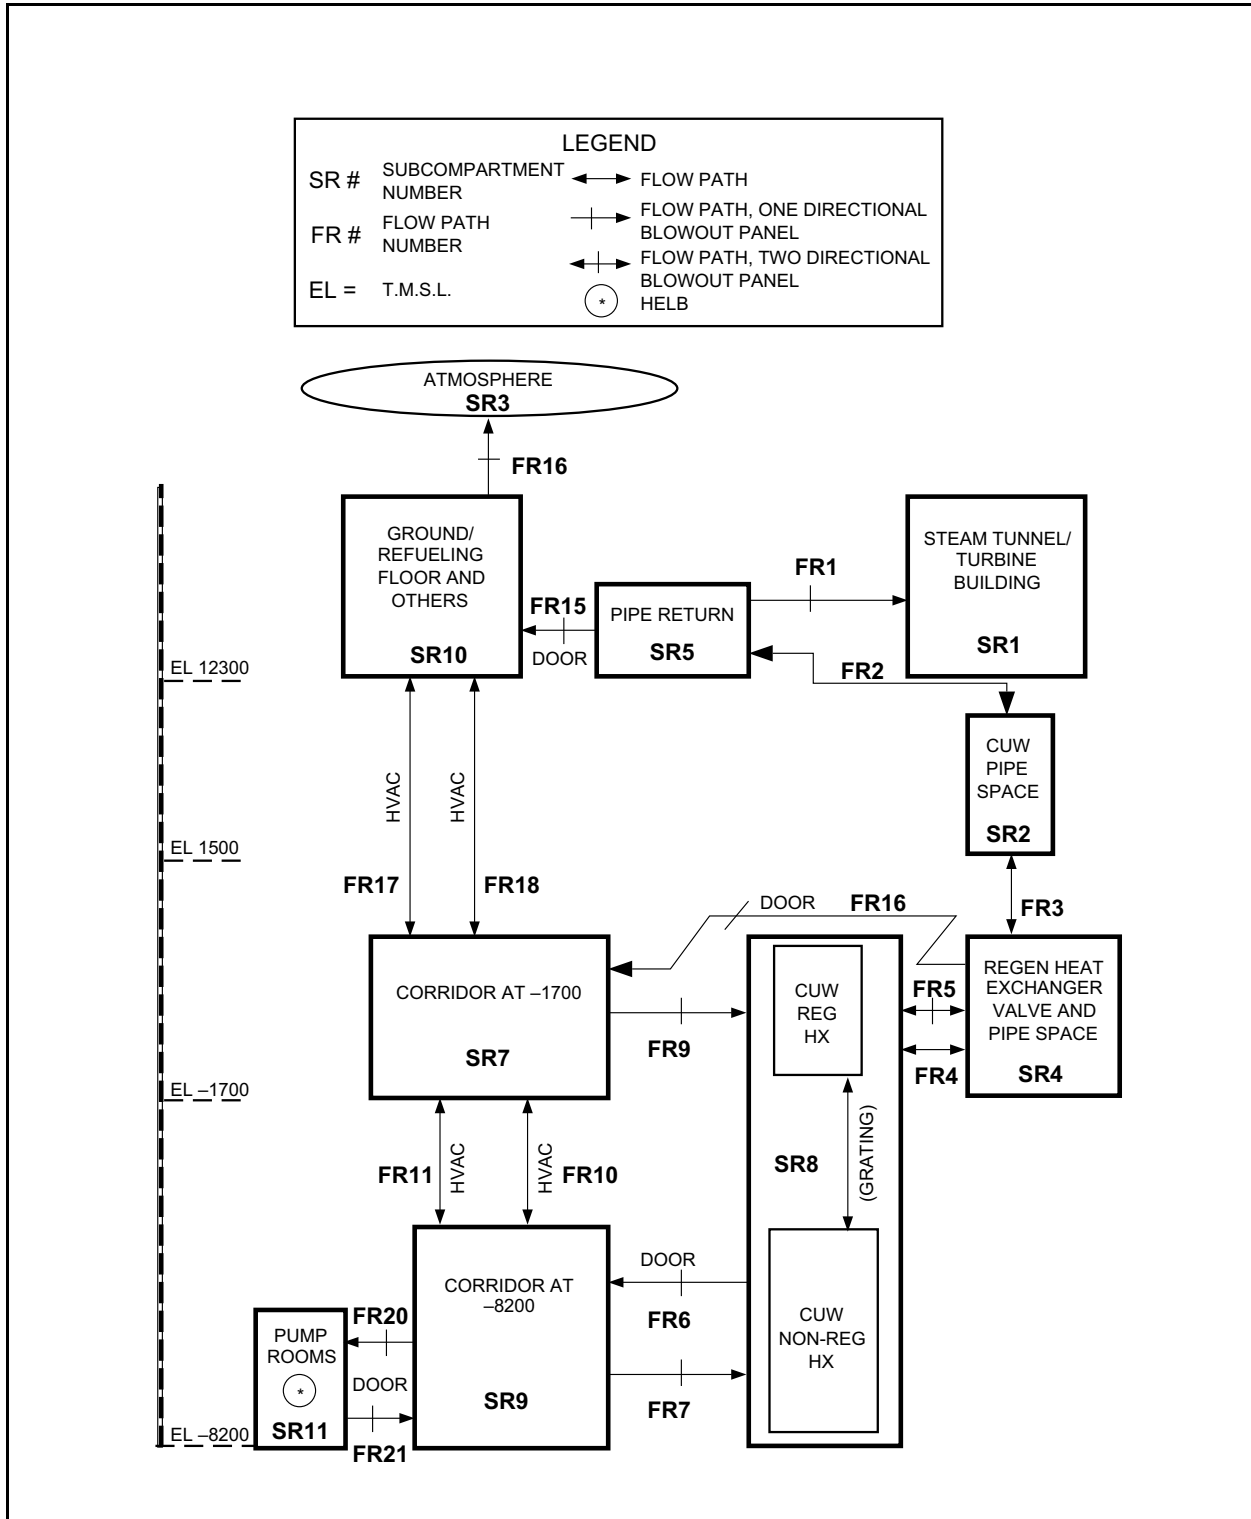 LEGEND
SR #
SUBCOMPARTMENT
NUMBER
FLOW PATH
FR #
FLOW PATH
NUMBER
FLOW PATH, ONE DIRECTIONAL
BLOWOUT PANEL
FLOW PATH, TWO DIRECTIONAL
BLOWOUT PANEL
EL =
T.M.S.L.
*
HELB
ATMOSPHERE
SR3
FR16
GROUND/
REFUELING
FLOOR AND
OTHERS
SR10
FR15
DOOR
PIPE RETURN
SR5
FR1
STEAM TUNNEL/
TURBINE
BUILDING
SR1
FR2
EL 12300
CUW
PIPE
SPACE
SR2
HVAC
HVAC
EL 1500
FR17
FR18
DOOR
FR16
FR3
CORRIDOR AT –1700
SR7
FR9
CUW
REG
HX
FR5
FR4
REGEN HEAT
EXCHANGER
VALVE AND
PIPE SPACE
SR4
EL –1700
FR11
HVAC
HVAC
FR10
SR8
(GRATING)
CORRIDOR AT
–8200
SR9
DOOR
FR6
FR7
CUW
NON-REG
HX
FR20
PUMP
ROOMS
*
SR11
DOOR
FR21
EL –8200